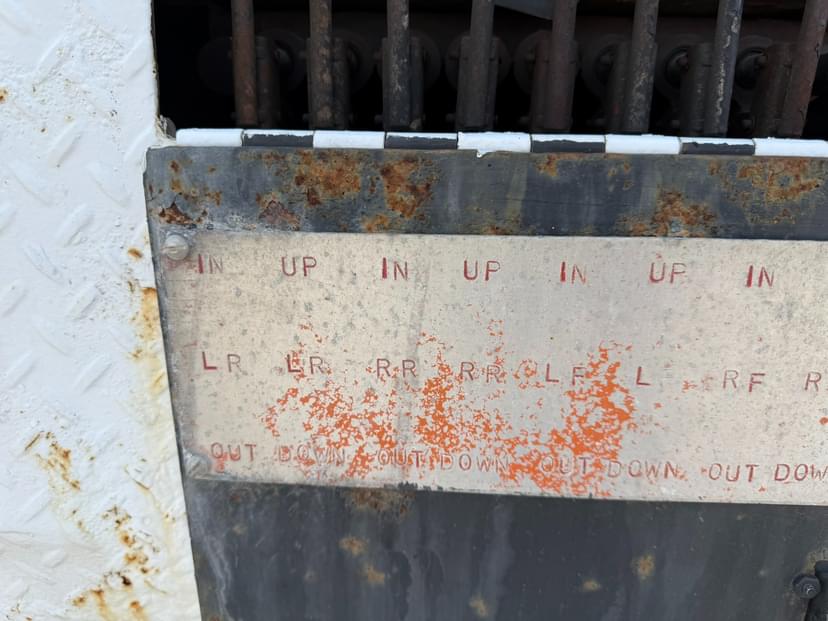 IN UP IN UP IN UP IN
LR LR RR RR LF L RF R
OUT DOWN OUT DOWN OUT DOWN OUT DOW